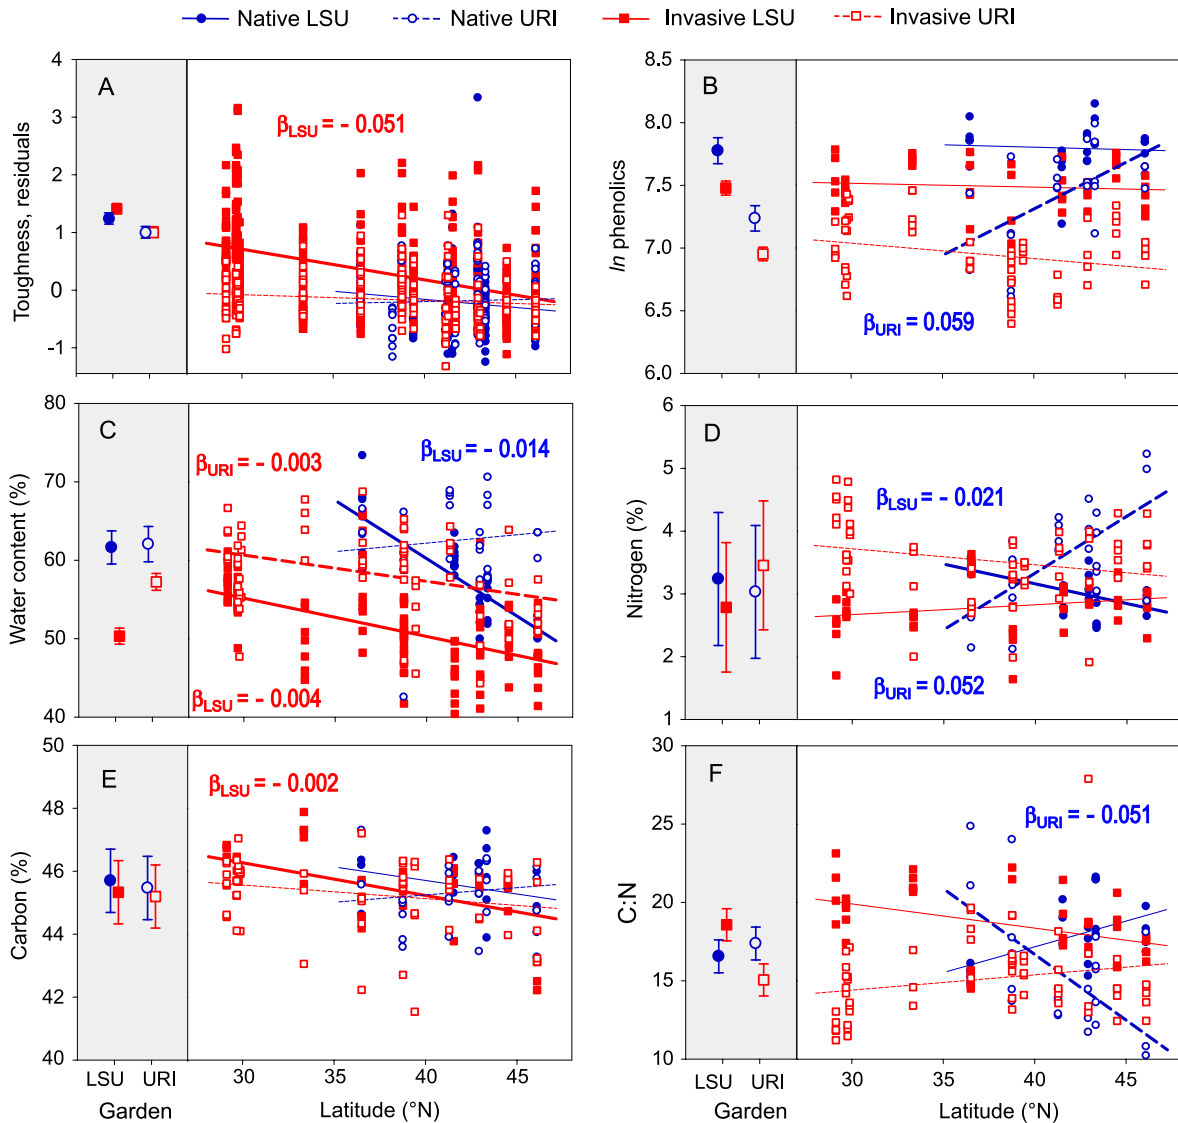 Native LSU Native URI Invasive LSU Invasive URI
A
Toughness, residuals
4
3
2
1
0
-1
βLSU = - 0.051
B
ln phenolics
8.5
8.0
7.5
7.0
6.5
6.0
βURI = 0.059
C
Water content (%)
80
70
60
50
40
βURI = - 0.003
βLSU = - 0.014
βLSU = - 0.004
D
Nitrogen (%)
6
5
4
3
2
1
βLSU = - 0.021
βURI = 0.052
E
Carbon (%)
50
48
46
44
42
40
βLSU = - 0.002
LSU URI 30 35 40 45
Garden Latitude (°N)
F
C:N
30
25
20
15
10
βURI = - 0.051
LSU URI 30 35 40 45
Garden Latitude (°N)